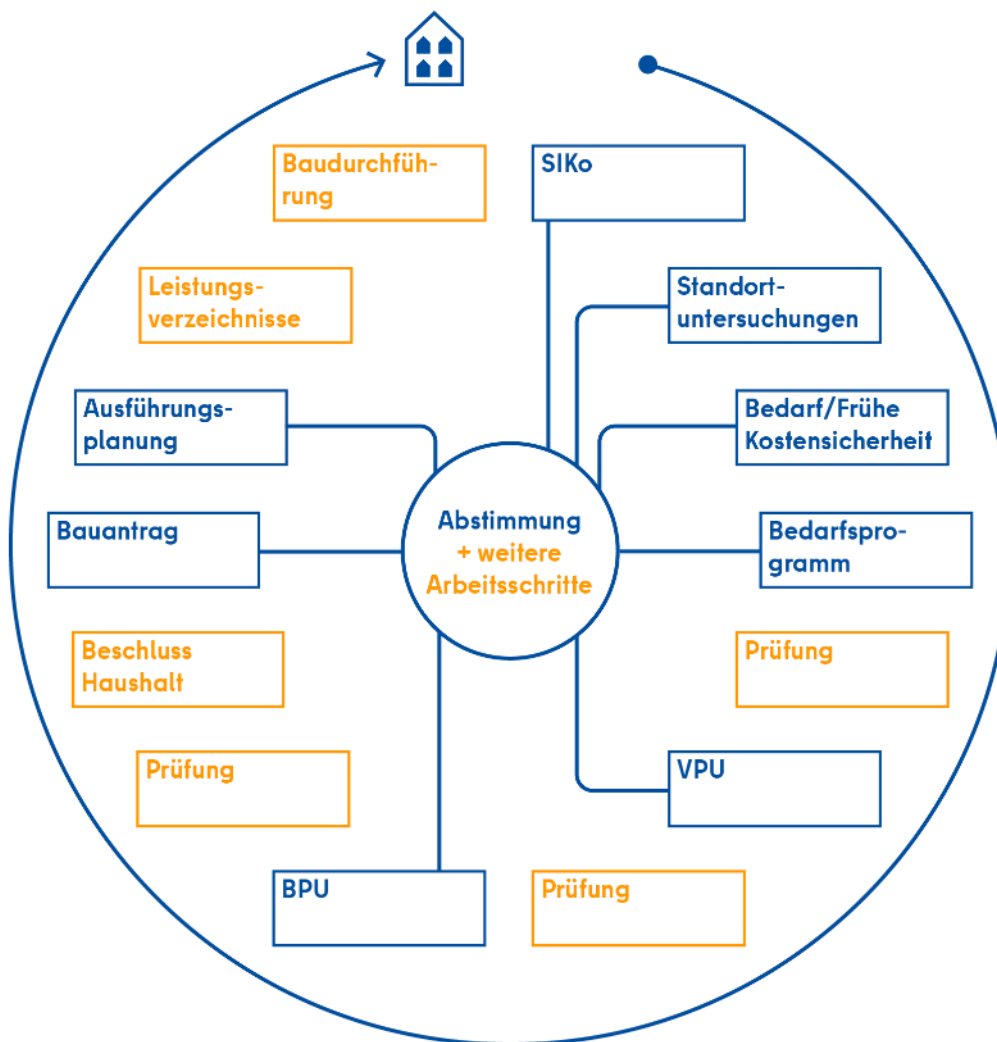 SIKo
Standort-
untersuchungen
Bedarf/Frühe
Kostensicherheit
Bedarfspro-
gramm
Prüfung
VPU
Prüfung
BPU
Prüfung
Beschluss
Haushalt
Bauantrag
Ausführungs-
planung
Leistungs-
verzeichnisse
Baudurchfüh-
rung
Abstimmung
+ weitere
Arbeitsschritte